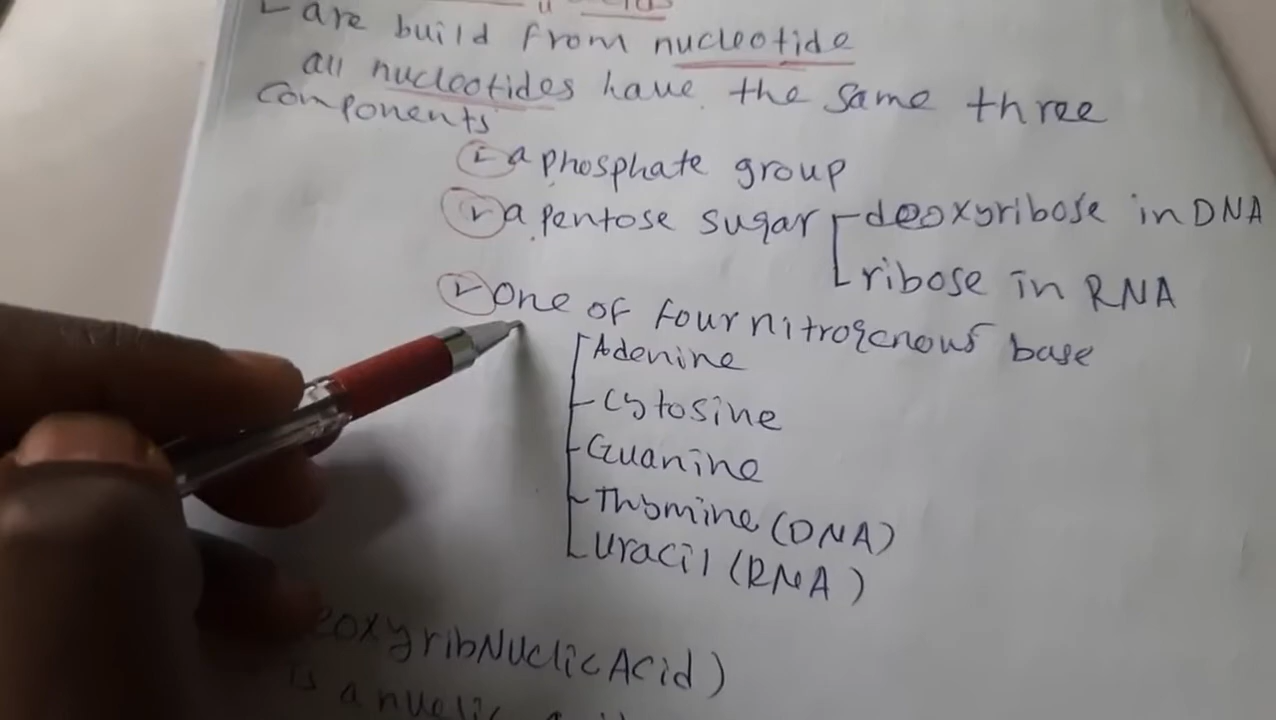 are build from nucleotide
all nucleotides have the same three
components
a phosphate group
a pentose sugar deoxyribose in DNA
ribose in RNA
one of four nitrogenous base
Adenine
Cytosine
Guanine
Thymine (DNA)
Uracil (RNA)
eoxyribNuclicAcid)
is a